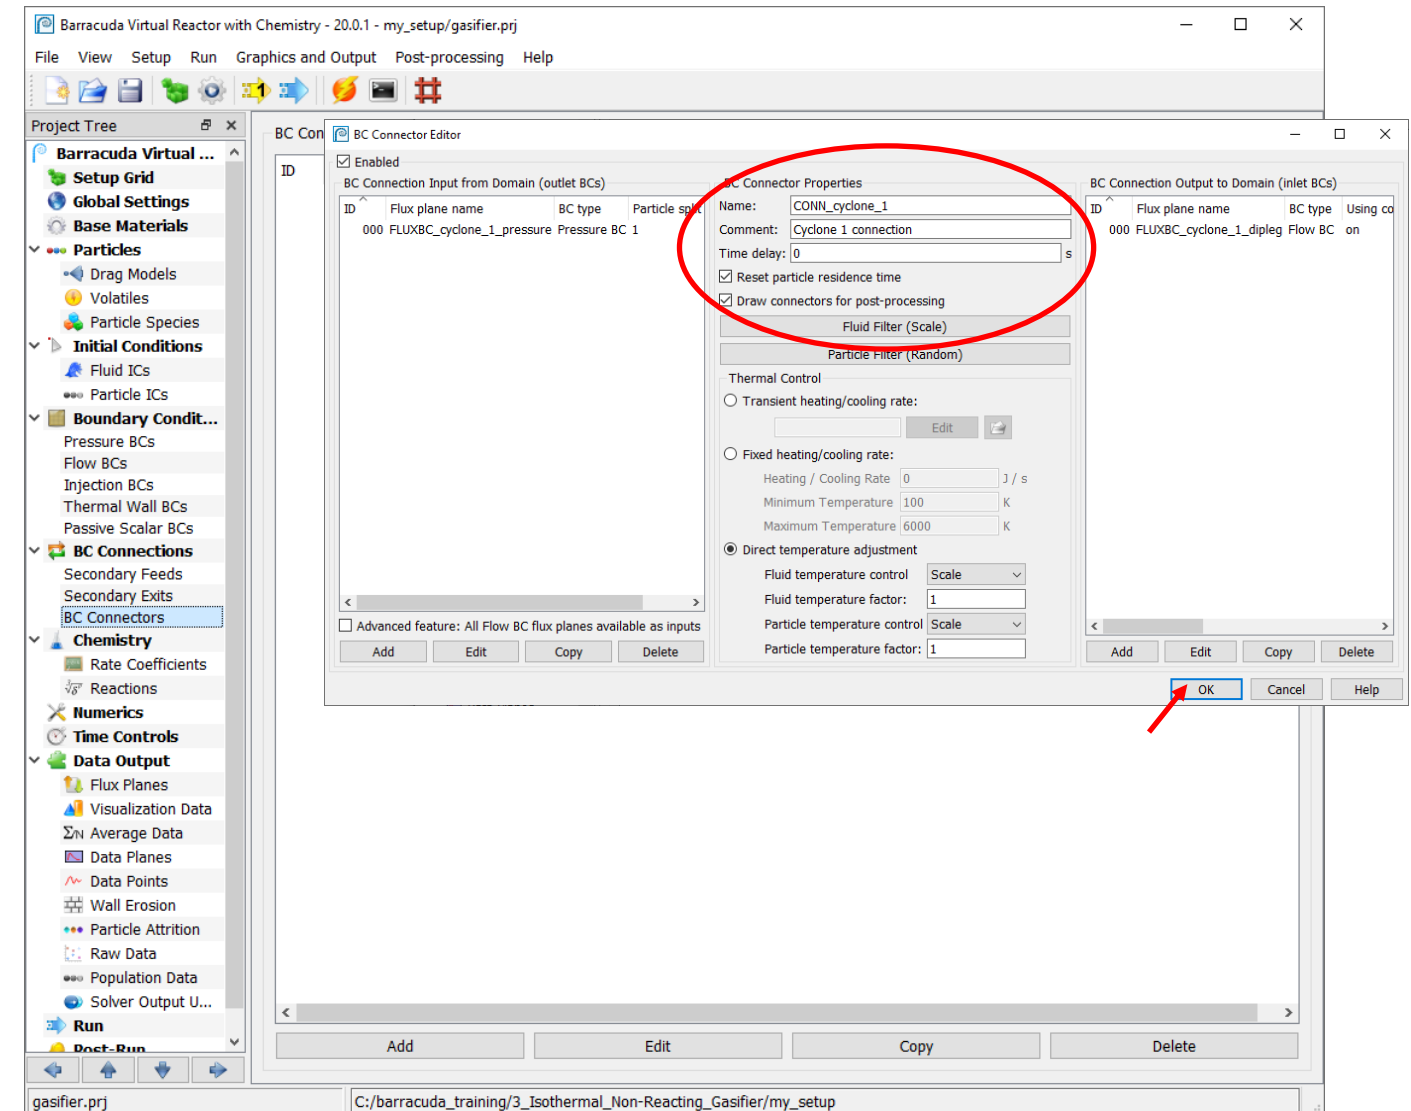 Barracuda Virtual Reactor with Chemistry - 20.0.1 - my_setup/gasifier.prj
File View Setup Run Graphics and Output Post-processing Help
Project Tree
Barracuda Virtual ...
Setup Grid
Global Settings
Base Materials
Particles
Drag Models
Volatiles
Particle Species
Initial Conditions
Fluid ICs
Particle ICs
Boundary Condit...
Pressure BCs
Flow BCs
Injection BCs
Thermal Wall BCs
Passive Scalar BCs
BC Connections
Secondary Feeds
Secondary Exits
BC Connectors
Chemistry
Rate Coefficients
Reactions
Numerics
Time Controls
Data Output
Flux Planes
Visualization Data
Average Data
Data Planes
Data Points
Wall Erosion
Particle Attrition
Raw Data
Population Data
Solver Output U...
Run
Post-Run
BC Con
ID
BC Connector Editor
Enabled
BC Connection Input from Domain (outlet BCs)
ID Flux plane name BC type Particle split
000 FLUXBC_cyclone_1_pressure Pressure BC 1
Advanced feature: All Flow BC flux planes available as inputs
Add Edit Copy Delete
BC Connector Properties
Name: CONN_cyclone_1
Comment: Cyclone 1 connection
Time delay: 0 s
Reset particle residence time
Draw connectors for post-processing
Fluid Filter (Scale)
Particle Filter (Random)
Thermal Control
Transient heating/cooling rate:
Edit
Fixed heating/cooling rate:
Heating / Cooling Rate 0 J / s
Minimum Temperature 100 K
Maximum Temperature 6000 K
Direct temperature adjustment
Fluid temperature control Scale
Fluid temperature factor: 1
Particle temperature control Scale
Particle temperature factor: 1
BC Connection Output to Domain (inlet BCs)
ID Flux plane name BC type Using co
000 FLUXBC_cyclone_1_dipleg Flow BC on
Add Edit Copy Delete
OK Cancel Help
Add Edit Copy Delete
gasifier.prj C:/barracuda_training/3_Isothermal_Non-Reacting_Gasifier/my_setup